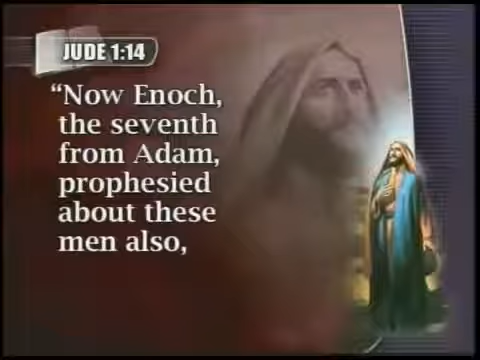 JUDE 1:14
“Now Enoch,
the seventh
from Adam,
prophesied
about these
men also,